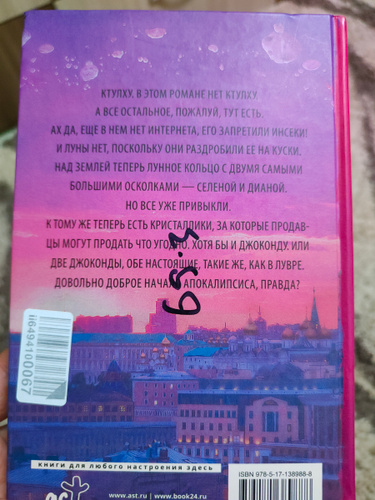 КТУЛХУ, В ЭТОМ РОМАНЕ НЕТ КТУЛХУ.
А ВСЕ ОСТАЛЬНОЕ, ПОЖАЛУЙ, ТУТ ЕСТЬ.
АХ ДА, ЕЩЕ В НЕМ НЕТ ИНТЕРНЕТА, ЕГО ЗАПРЕТИЛИ ИНСЕКИ!
И ЛУНЫ НЕТ, ПОСКОЛЬКУ ОНИ РАЗДРОБИЛИ ЕЕ НА КУСКИ,
НАД ЗЕМЛЕЙ ТЕПЕРЬ ЛУННОЕ КОЛЬЦО С ДВУМЯ САМЫМИ
БОЛЬШИМИ ОСКОЛКАМИ — СЕЛЕНОЙ И ДИАНОЙ.
НО ВСЕ УЖЕ ПРИВЫКЛИ.
К ТОМУ ЖЕ ТЕПЕРЬ ЕСТЬ КРИСТАЛЛИКИ, ЗА КОТОРЫЕ ПРОДАВ-
ЦЫ МОГУТ ПРОДАТЬ ЧТО УГОДНО. ХОТЯ БЫ И ДЖОКОНДУ. ИЛИ
ДВЕ ДЖОКОНДЫ, ОБЕ НАСТОЯЩИЕ, ТАКИЕ ЖЕ, КАК В ЛУВРЕ.
ДОВОЛЬНО ДОБРОЕ НАЧАЛО АПОКАЛИПСИСА, ПРАВДА?
65-3
ii6494100067
ISBN 978-5-17-138988-8
книги для любого настроения здесь
www.ast.ru | www.book24.ru